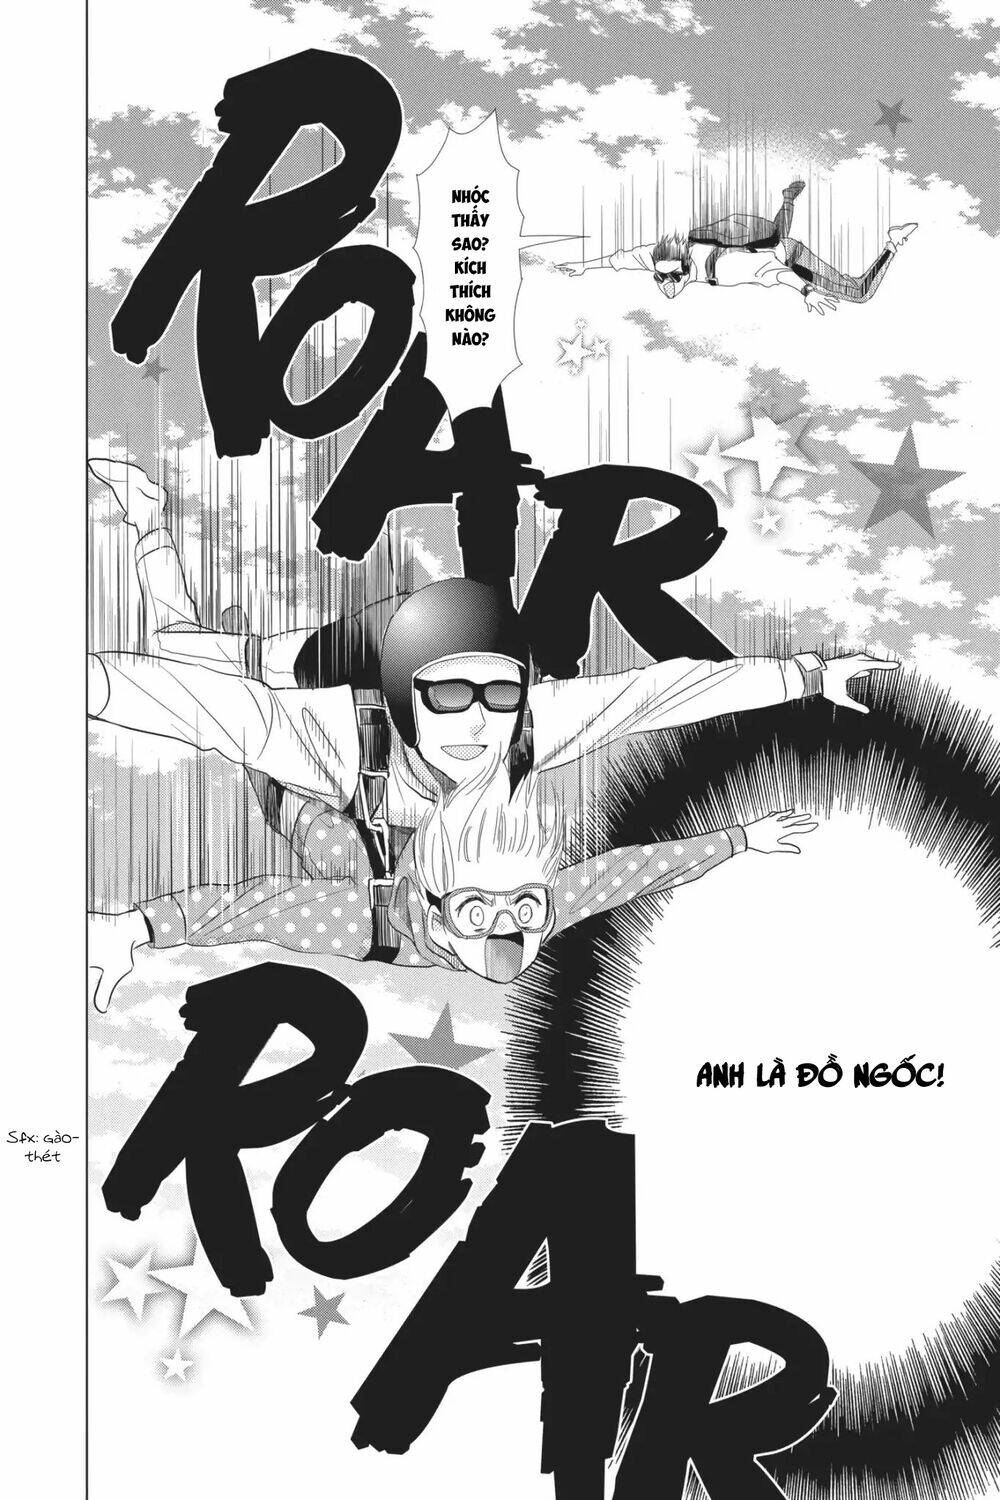 ROAR
NHÓC
THẤY
SAO?
KÍCH
THÍCH
KHÔNG
NÀO?
ANH LÀ ĐỒ NGỐC!
ROAR
Sfx: Gào-
thét